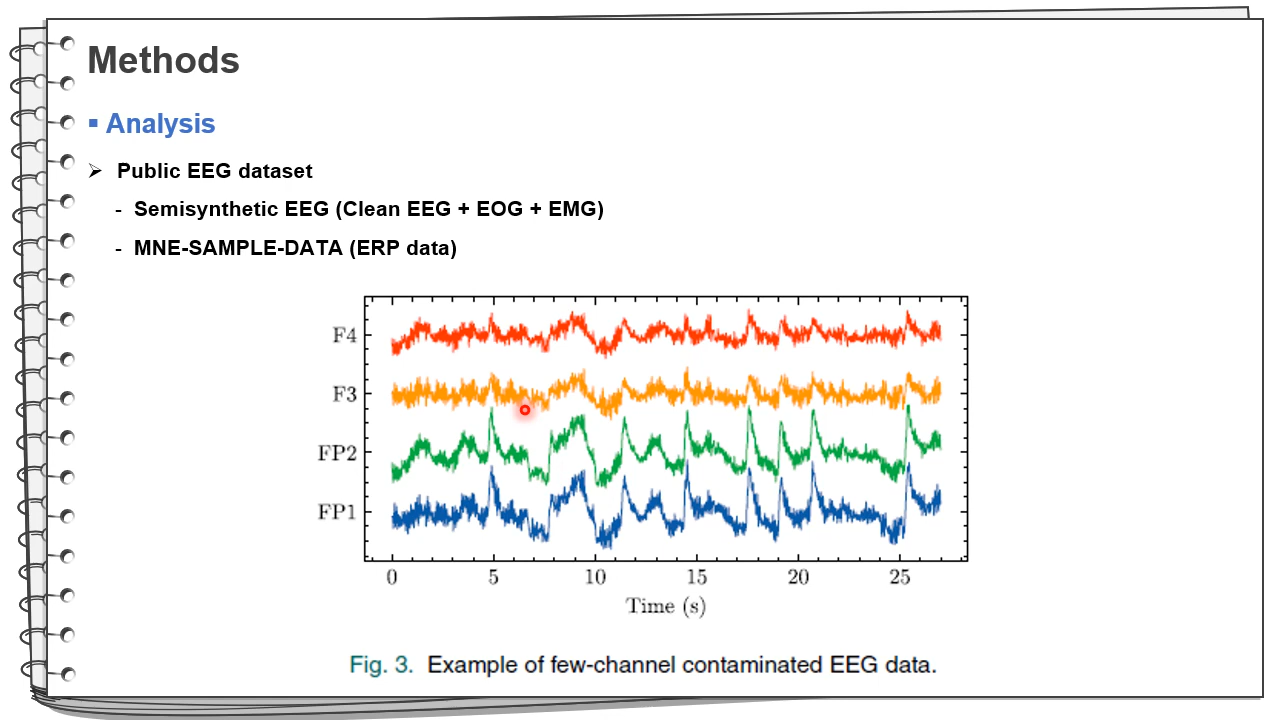 Methods
▪ Analysis
➢ Public EEG dataset
- Semisynthetic EEG (Clean EEG + EOG + EMG)
- MNE-SAMPLE-DATA (ERP data)
F4
F3
FP2
FP1
0 5 10 15 20 25
Time (s)
Fig. 3. Example of few-channel contaminated EEG data.